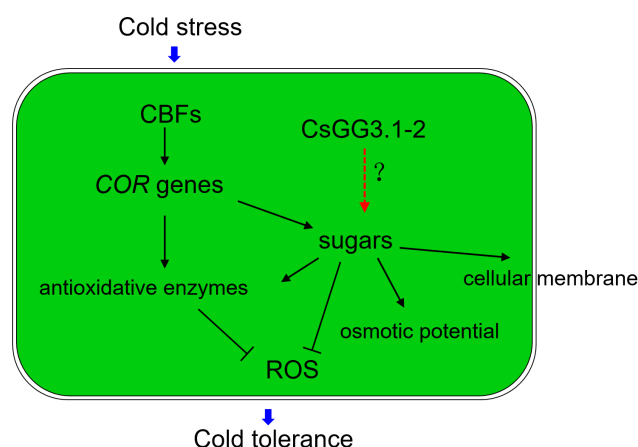 Cold stress
CBFs
CsGG3.1-2
?
COR genes
sugars
cellular membrane
antioxidative enzymes
osmotic potential
ROS
Cold tolerance